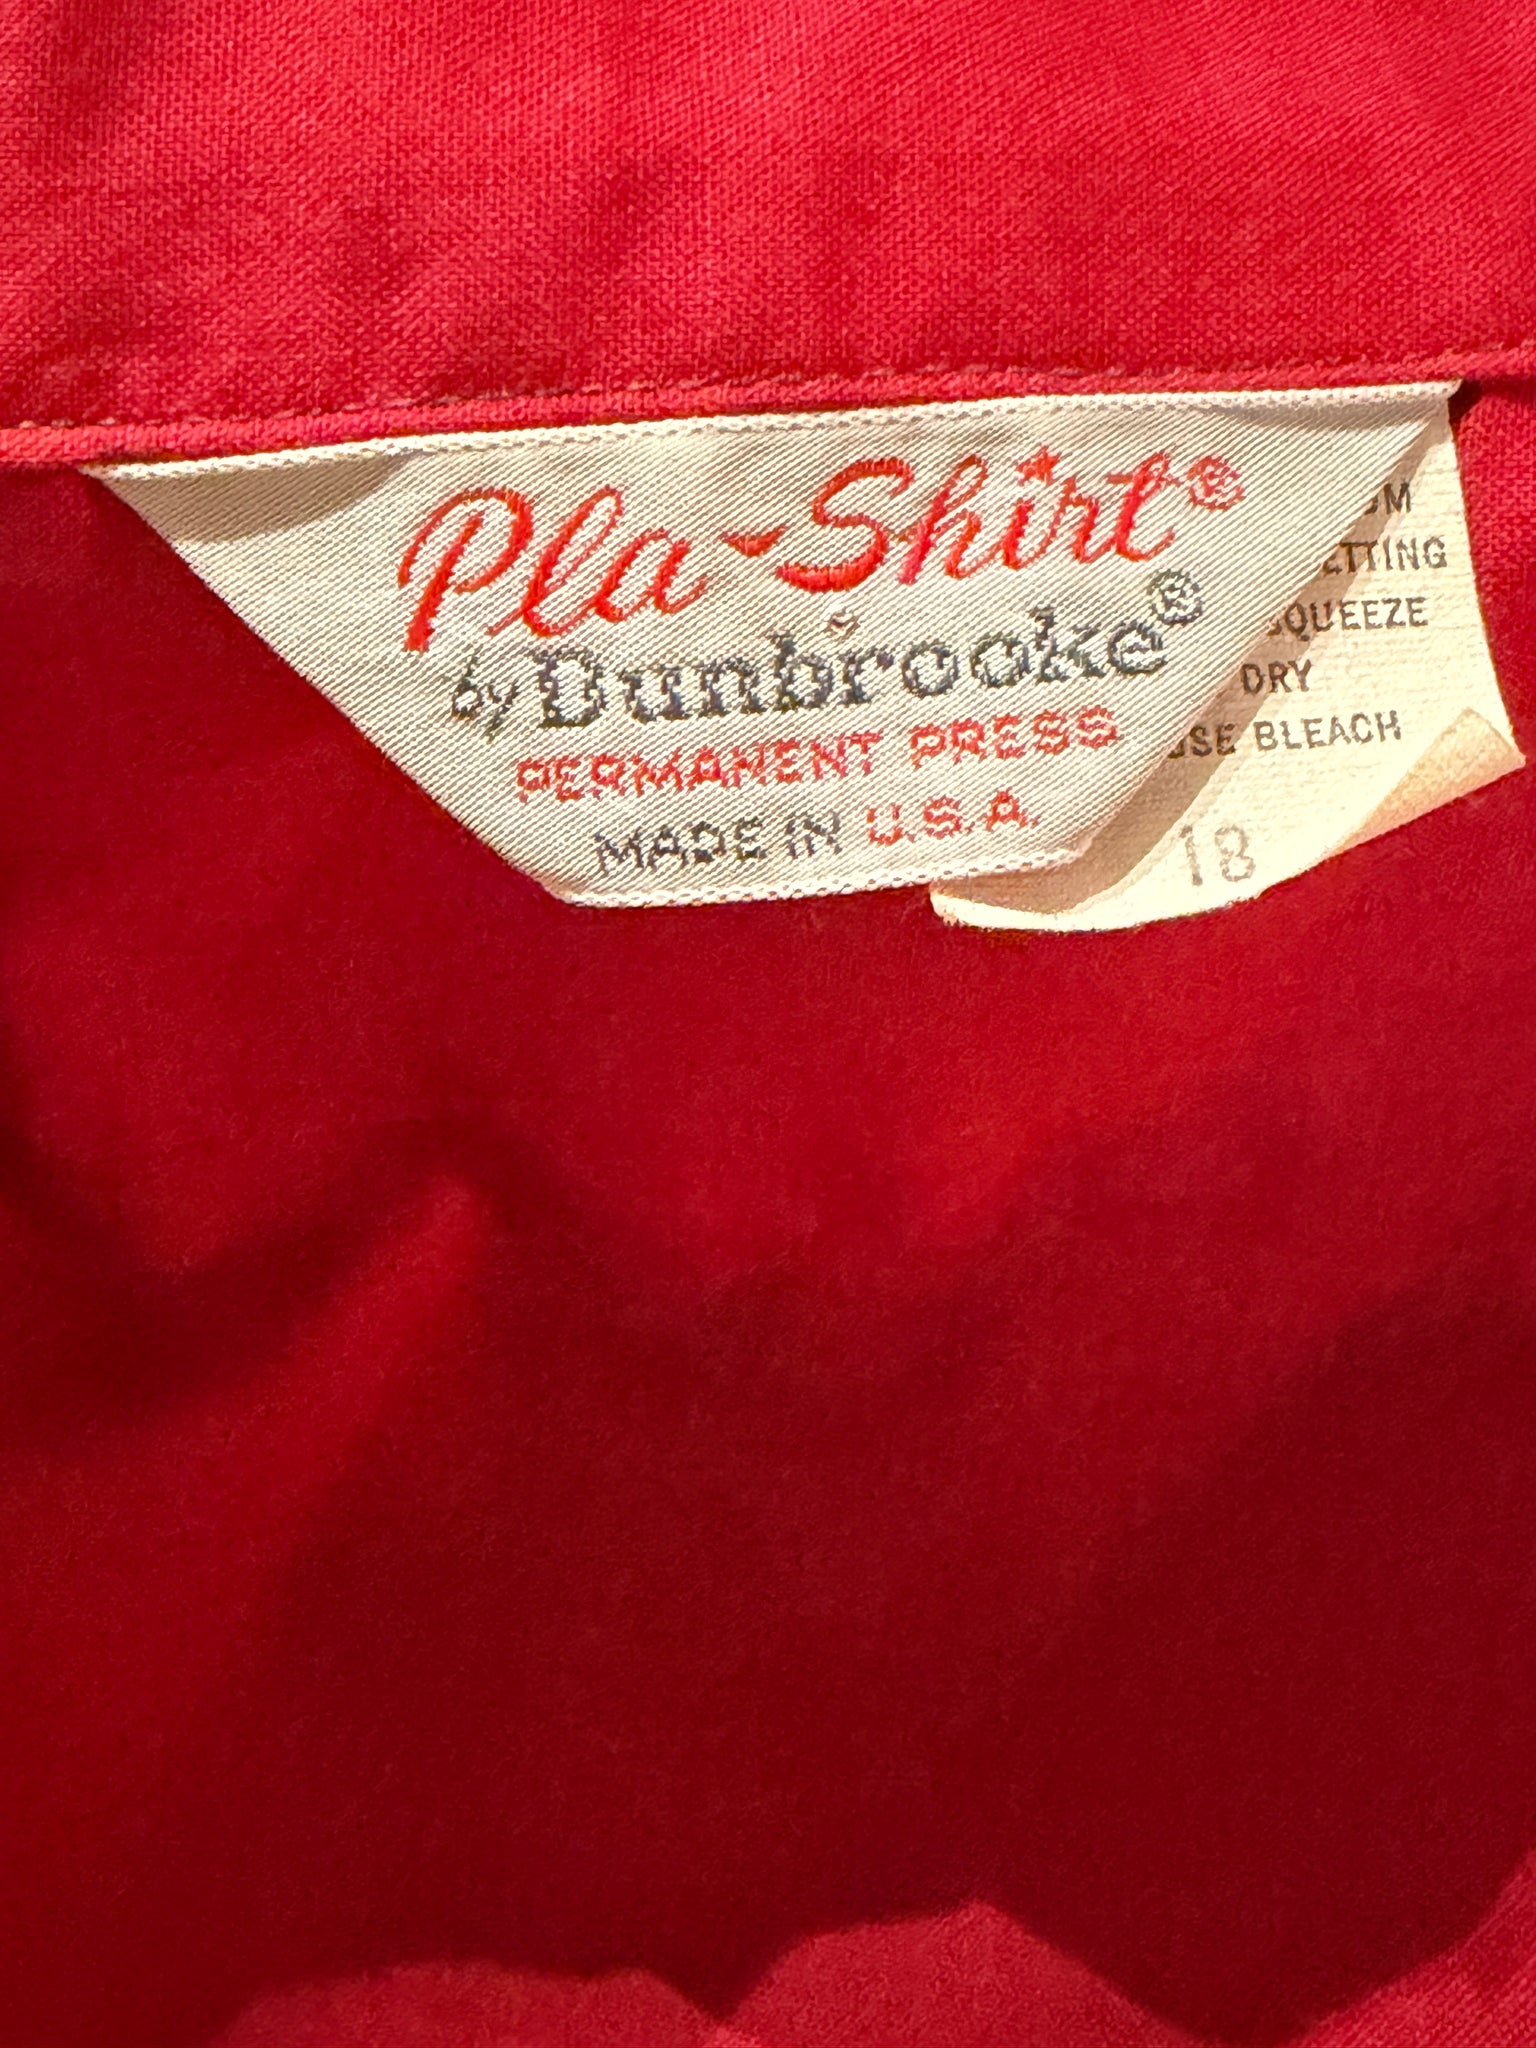 Pla-Shirt®
by Dunbrooke®
PERMANENT PRESS
MADE IN U.S.A.
SQUEEZE
DRY
USE BLEACH
18